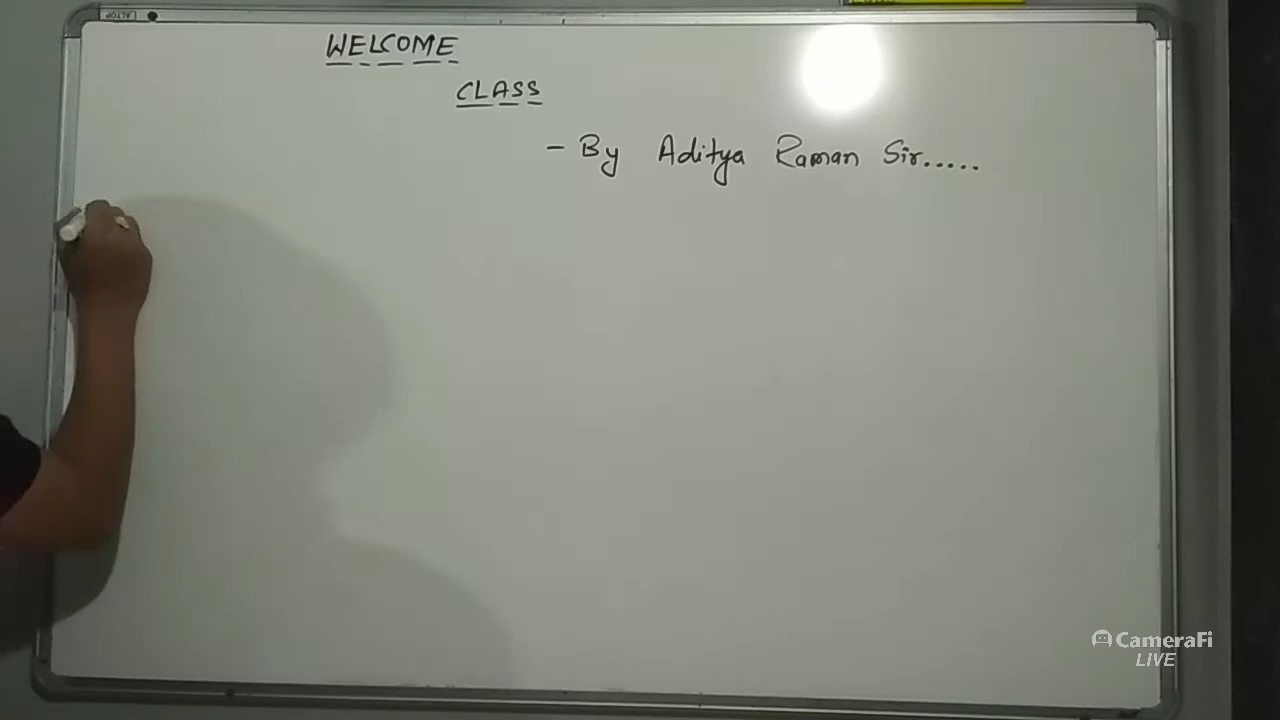 WELCOME
CLASS
- By Aditya Raman Sir.....
CameraFi
LIVE